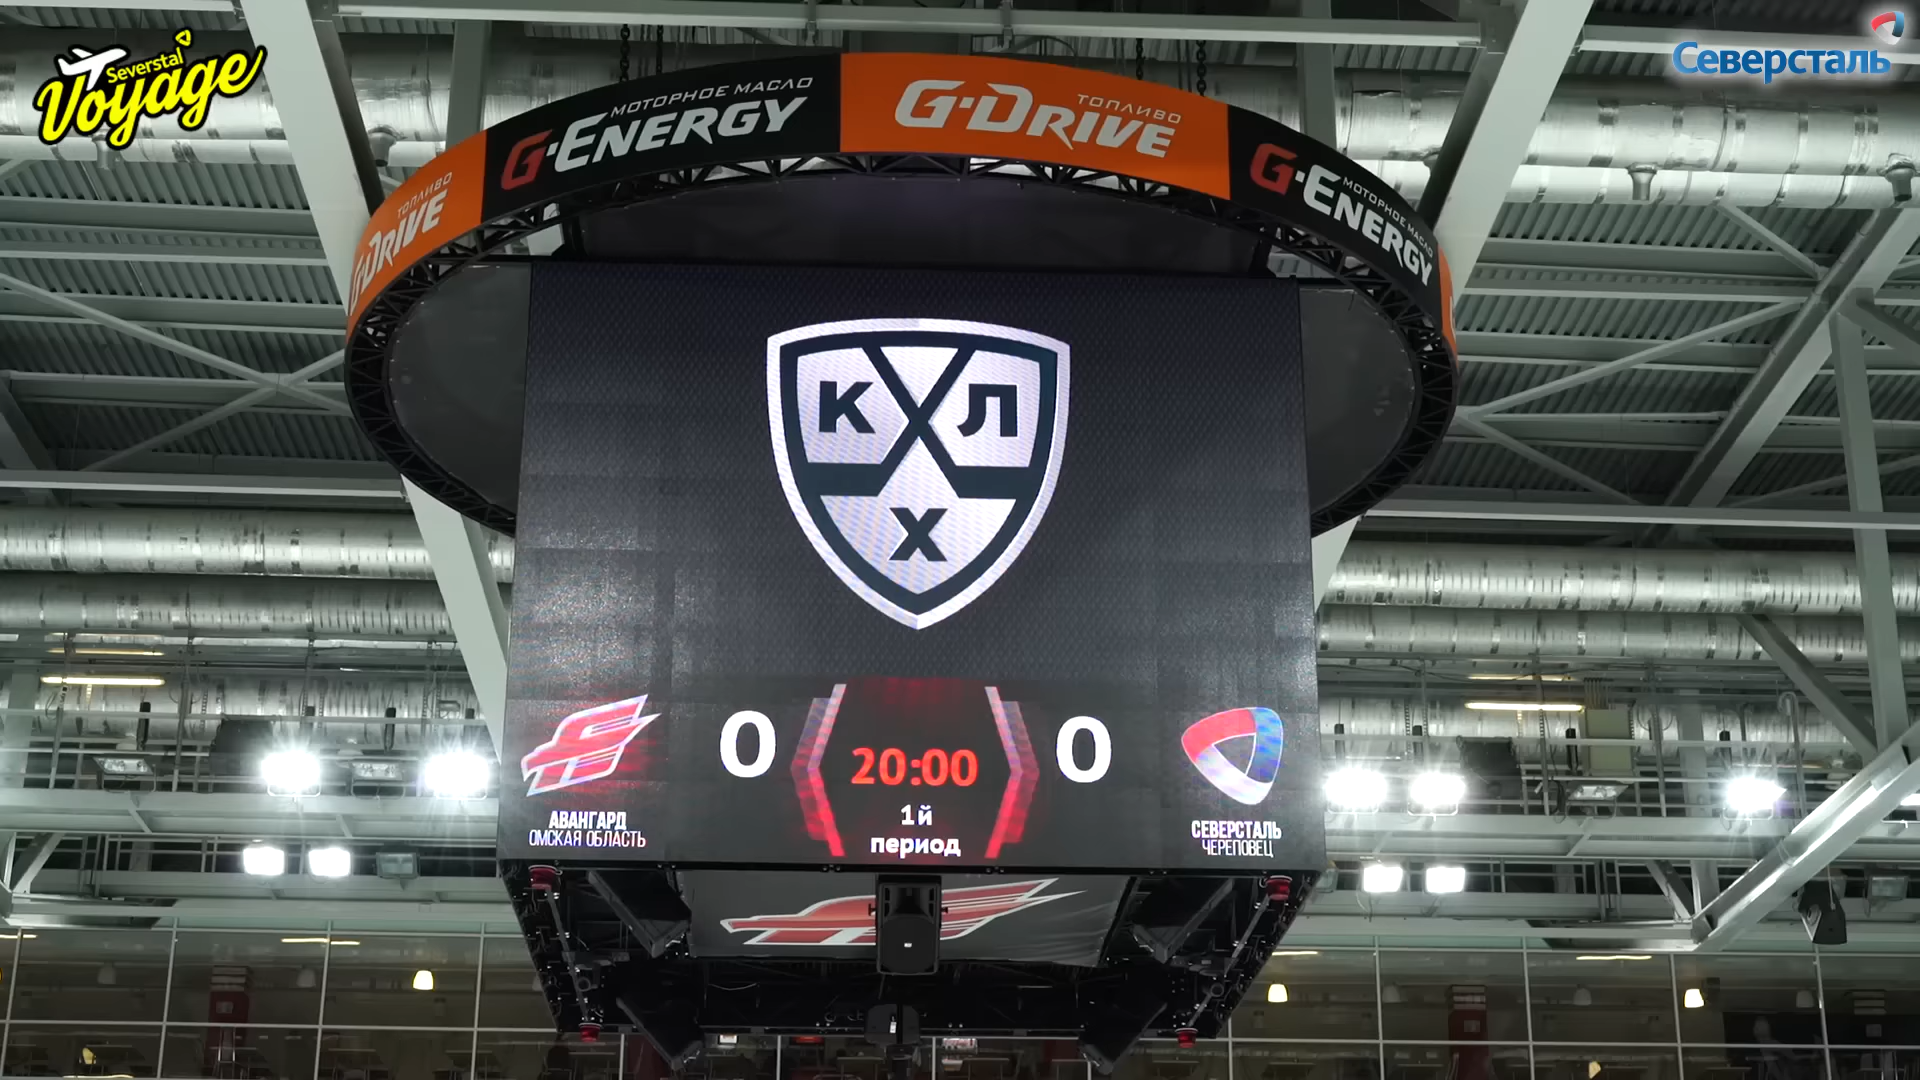 Severstal
Voyage
Северсталь
ТОПЛИВО
G-DRIVE
МОТОРНОЕ МАСЛО
G-ENERGY
ТОПЛИВО
G-DRIVE
МОТОРНОЕ МАСЛО
G-ENERGY
К Л
Х
0 20:00 0
1й
период
АВАНГАРД
ОМСКАЯ ОБЛАСТЬ
СЕВЕРСТАЛЬ
ЧЕРЕПОВЕЦ